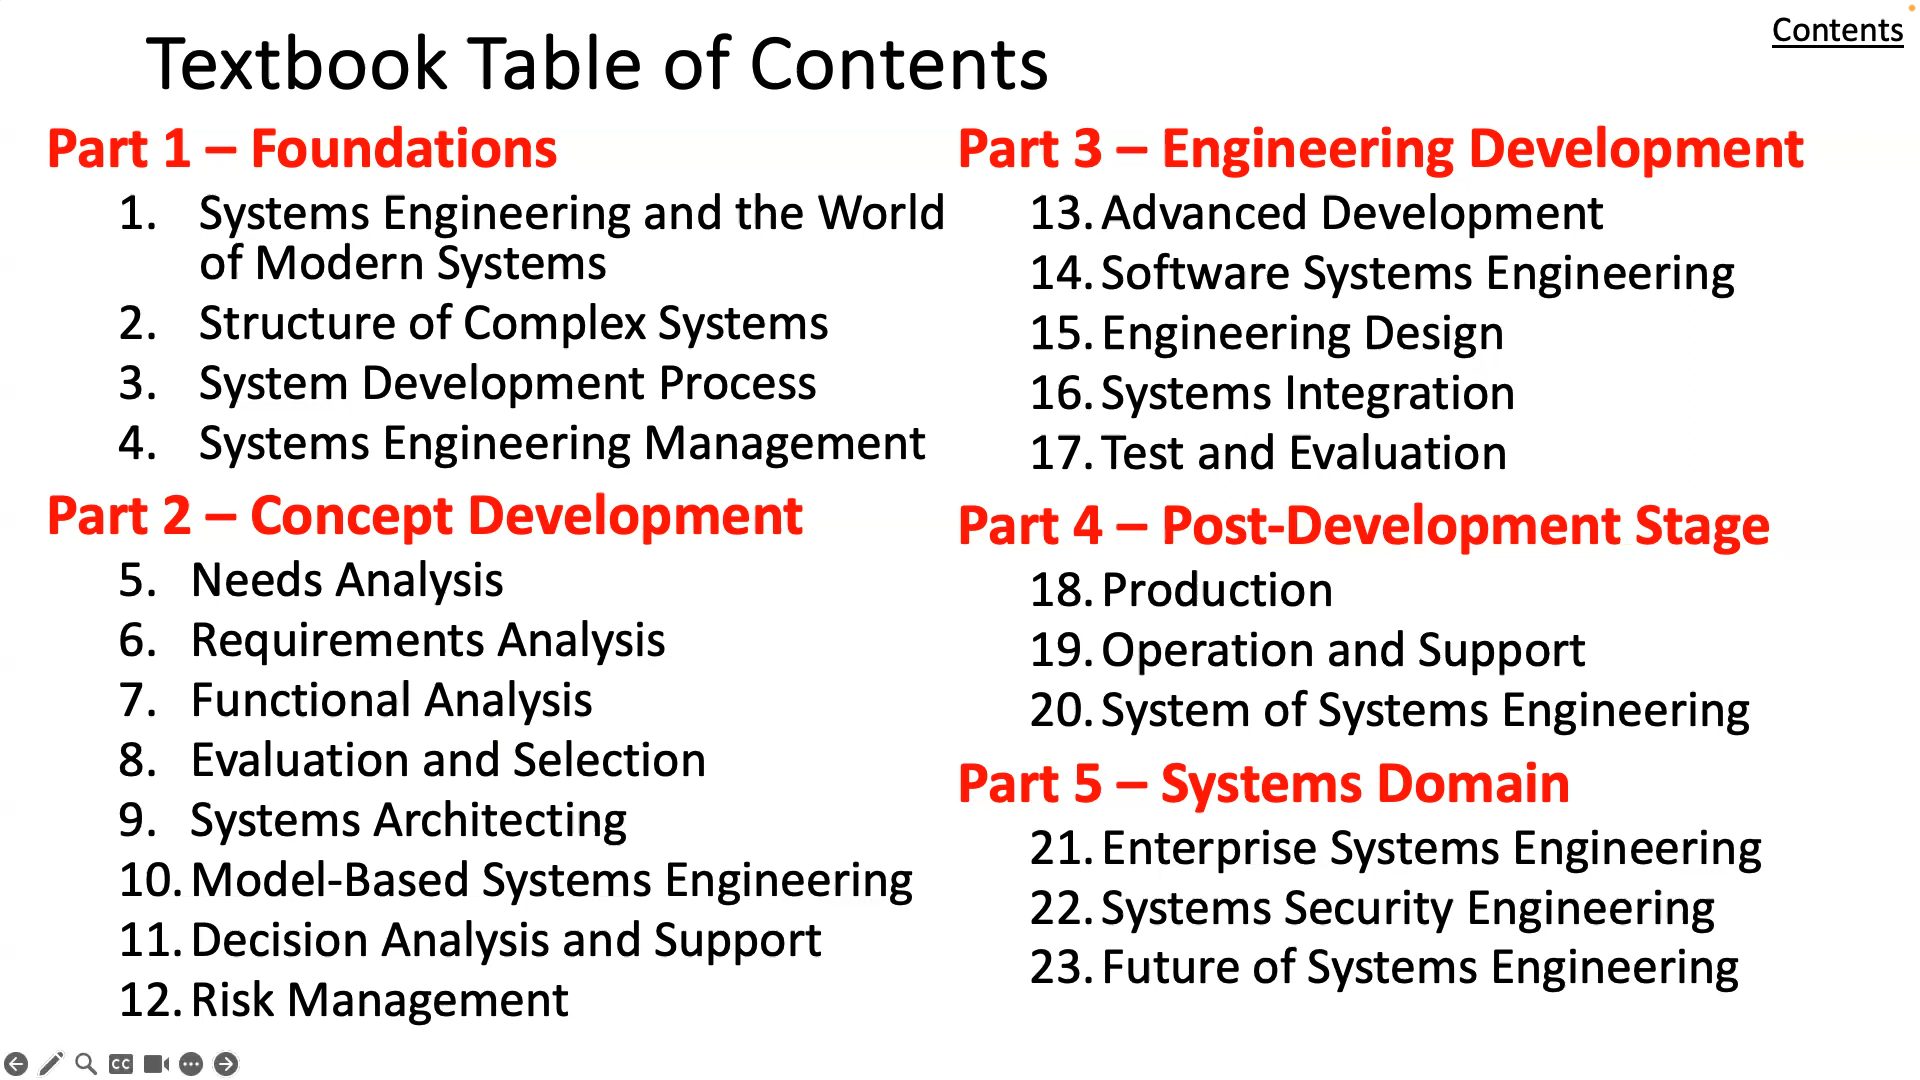 Contents
Textbook Table of Contents
Part 1 – Foundations
1. Systems Engineering and the World
of Modern Systems
2. Structure of Complex Systems
3. System Development Process
4. Systems Engineering Management
Part 2 – Concept Development
5. Needs Analysis
6. Requirements Analysis
7. Functional Analysis
8. Evaluation and Selection
9. Systems Architecting
10. Model-Based Systems Engineering
11. Decision Analysis and Support
12. Risk Management
Part 3 – Engineering Development
13. Advanced Development
14. Software Systems Engineering
15. Engineering Design
16. Systems Integration
17. Test and Evaluation
Part 4 – Post-Development Stage
18. Production
19. Operation and Support
20. System of Systems Engineering
Part 5 – Systems Domain
21. Enterprise Systems Engineering
22. Systems Security Engineering
23. Future of Systems Engineering
CC